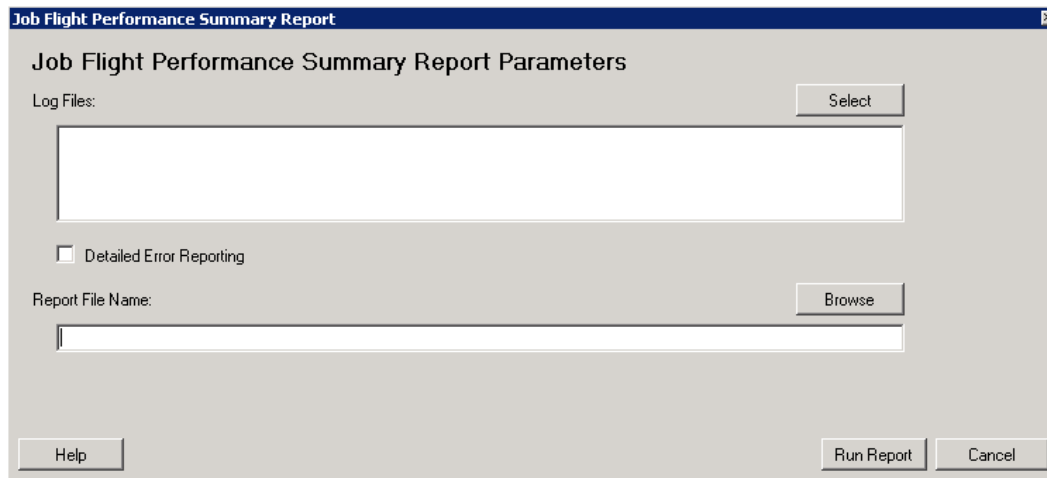 Job Flight Performance Summary Report
Job Flight Performance Summary Report Parameters
Log Files:
Select
Detailed Error Reporting
Report File Name:
Browse
Help
Run Report
Cancel